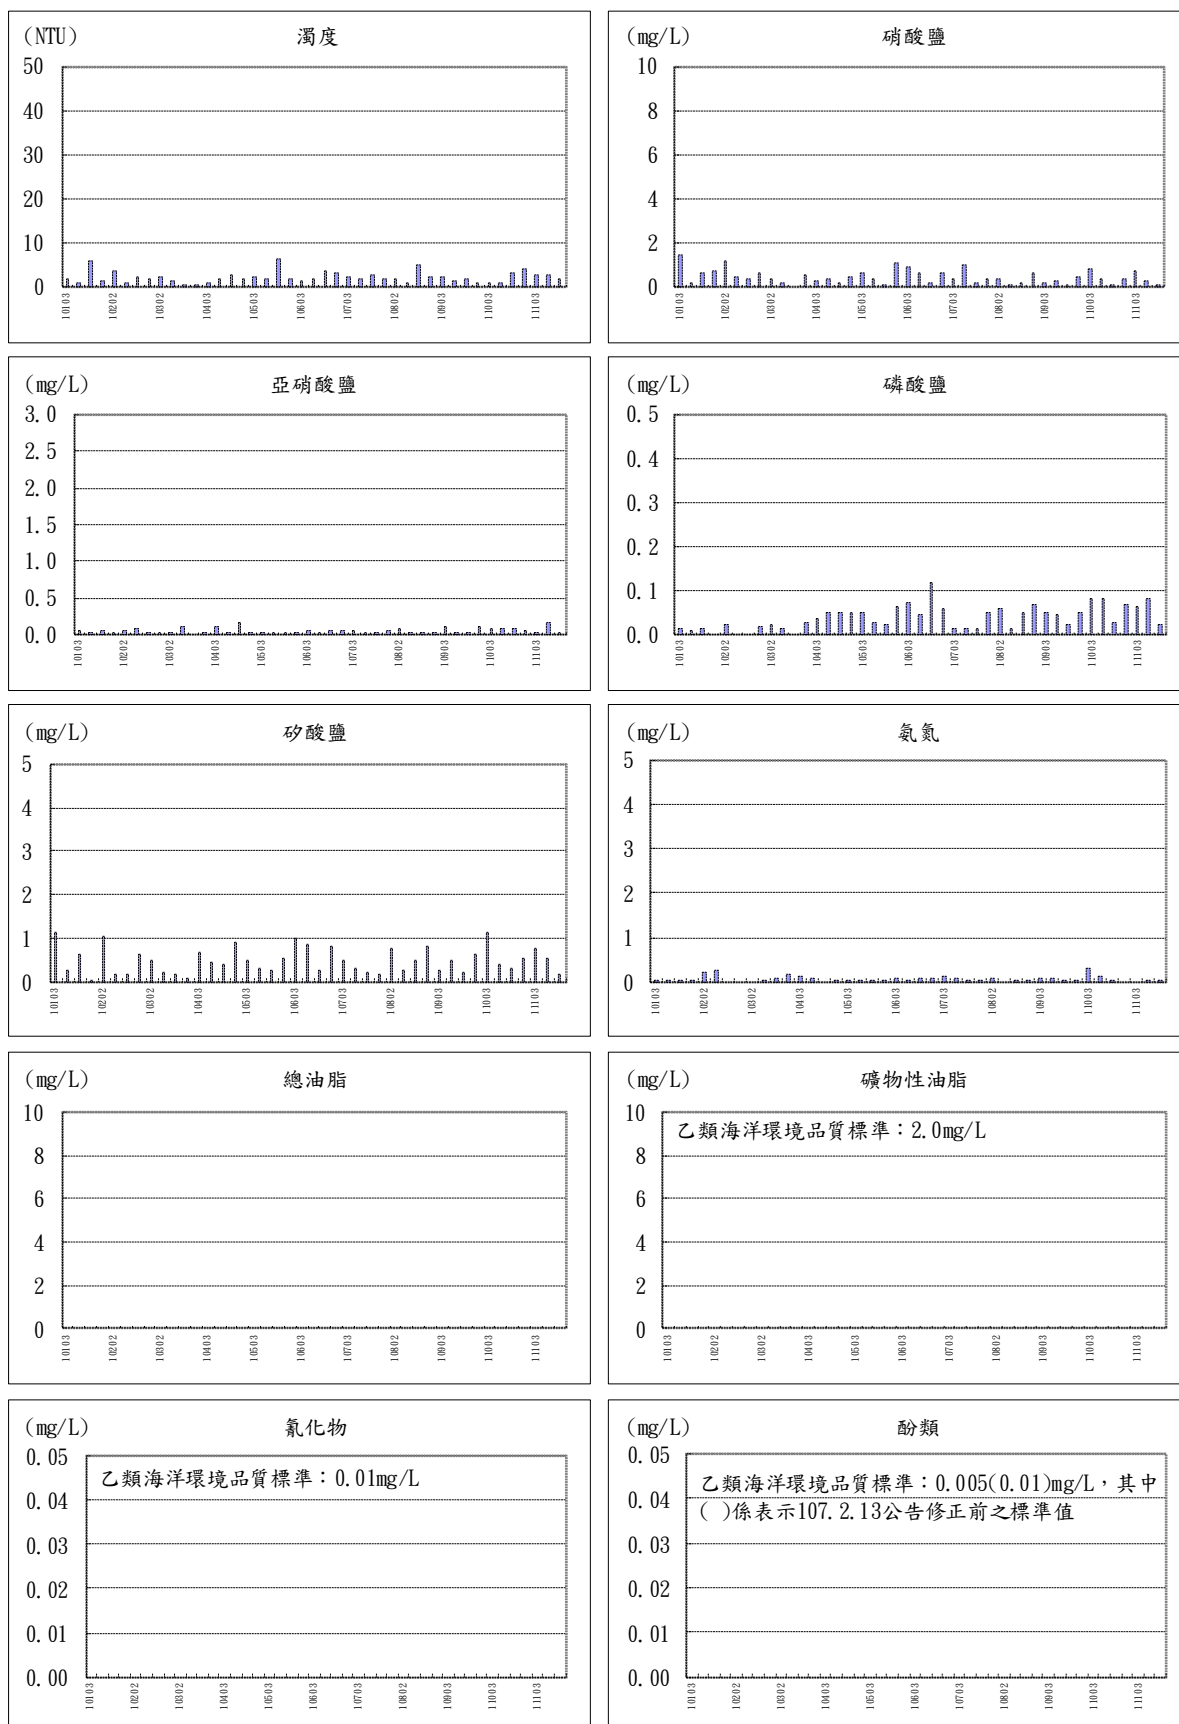 (NTU) 濁度
50
40
30
20
10
0
10103 10202 10302 10403 10503 10603 10703 10802 10903 11003 11103
(mg/L) 硝酸鹽
10
8
6
4
2
0
10103 10202 10302 10403 10503 10603 10703 10802 10903 11003 11103
(mg/L) 亞硝酸鹽
3.0
2.5
2.0
1.5
1.0
0.5
0.0
10103 10202 10302 10403 10503 10603 10703 10802 10903 11003 11103
(mg/L) 磷酸鹽
0.5
0.4
0.3
0.2
0.1
0.0
10103 10202 10302 10403 10503 10603 10703 10802 10903 11003 11103
(mg/L) 矽酸鹽
5
4
3
2
1
0
10103 10202 10302 10403 10503 10603 10703 10802 10903 11003 11103
(mg/L) 氨氮
5
4
3
2
1
0
10103 10202 10302 10403 10503 10603 10703 10802 10903 11003 11103
(mg/L) 總油脂
10
8
6
4
2
0
10103 10202 10302 10403 10503 10603 10703 10802 10903 11003 11103
(mg/L) 礦物性油脂
乙類海洋環境品質標準：2.0mg/L
10
8
6
4
2
0
10103 10202 10302 10403 10503 10603 10703 10802 10903 11003 11103
(mg/L) 氰化物
乙類海洋環境品質標準：0.01mg/L
0.05
0.04
0.03
0.02
0.01
0.00
10103 10202 10302 10403 10503 10603 10703 10802 10903 11003 11103
(mg/L) 酚類
乙類海洋環境品質標準：0.005(0.01)mg/L，其中
( )係表示107.2.13公告修正前之標準值
0.05
0.04
0.03
0.02
0.01
0.00
10103 10202 10302 10403 10503 10603 10703 10802 10903 11003 11103